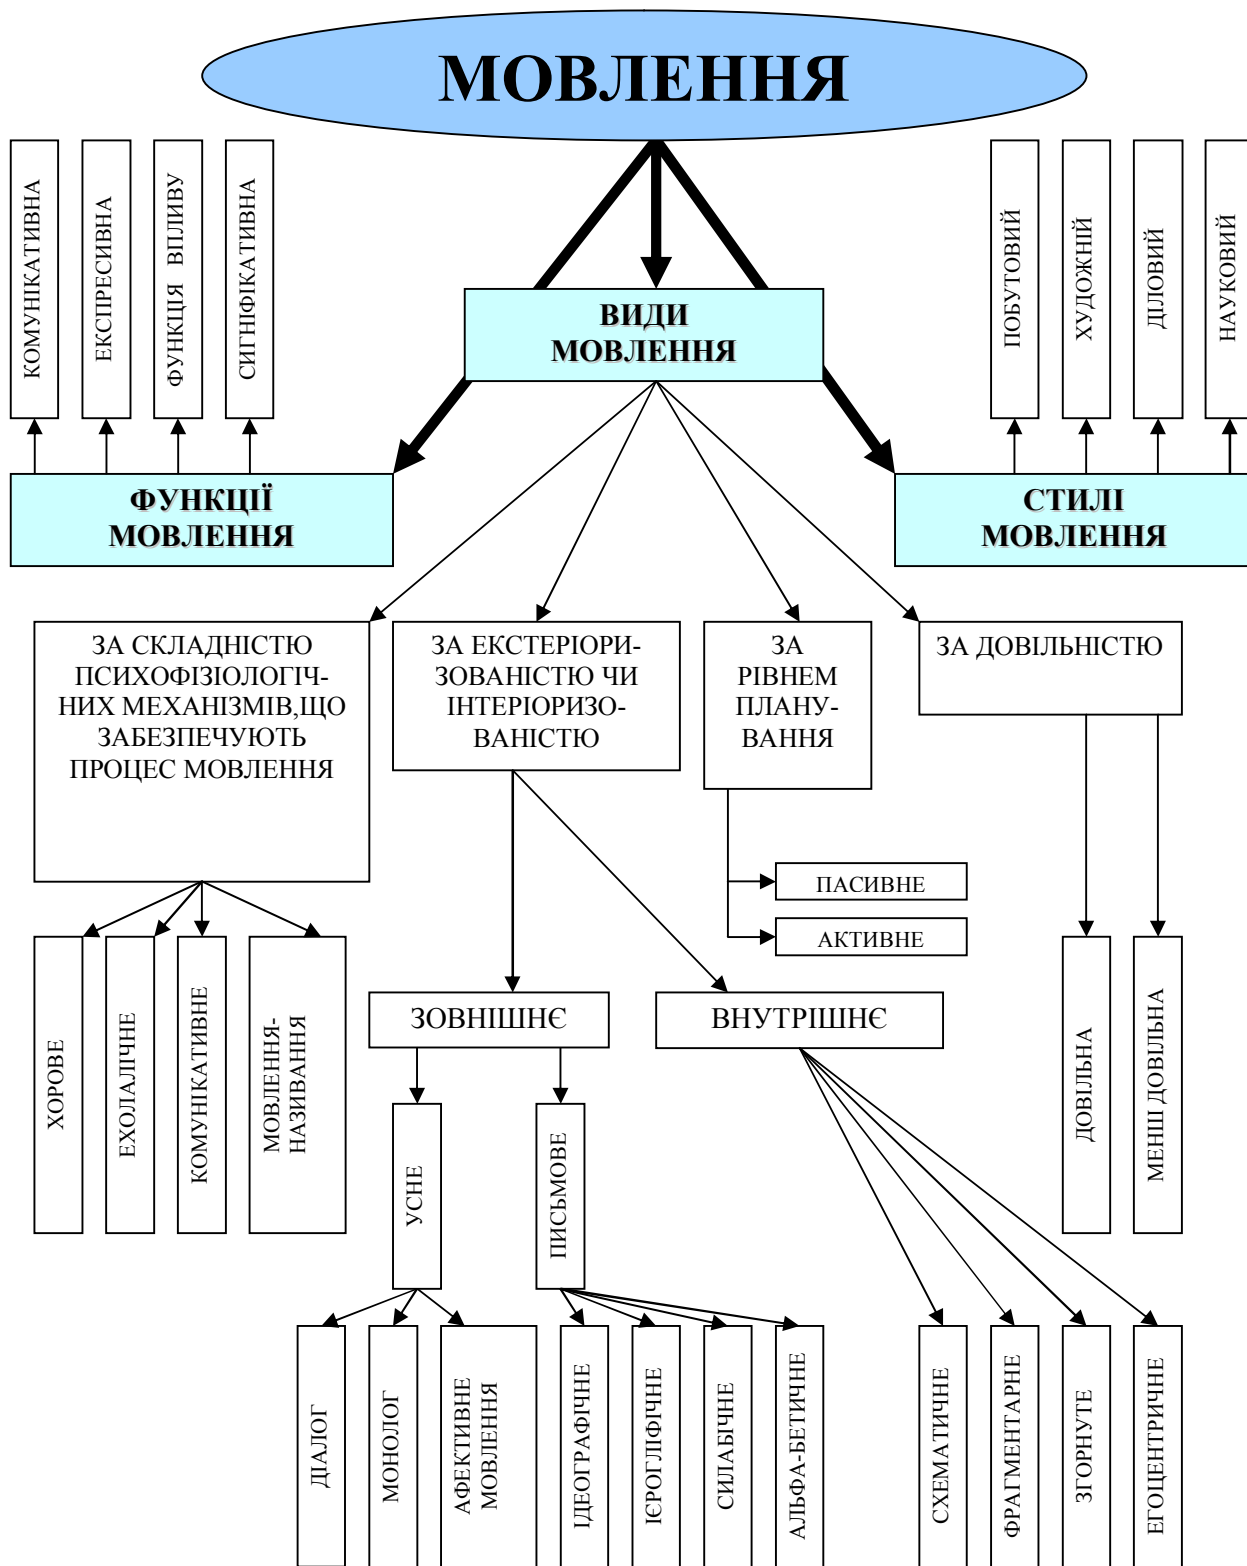 МОВЛЕННЯ
КОМУНІКАТИВНА
ЕКСПРЕСИВНА
ФУНКЦІЯ ВПЛИВУ
СИГНІФІКАТИВНА
ПОБУТОВИЙ
ХУДОЖНІЙ
ДІЛОВИЙ
НАУКОВИЙ
ВИДИ
МОВЛЕННЯ
ФУНКЦІЇ
МОВЛЕННЯ
СТИЛІ
МОВЛЕННЯ
ЗА СКЛАДНІСТЮ
ПСИХОФІЗІОЛОГІЧ-
НИХ МЕХАНІЗМІВ,ЩО
ЗАБЕЗПЕЧУЮТЬ
ПРОЦЕС МОВЛЕННЯ
ЗА ЕКСТЕРІОРИ-
ЗОВАНІСТЮ ЧИ
ІНТЕРІОРИЗО-
ВАНІСТЮ
ЗА
РІВНЕМ
ПЛАНУ-
ВАННЯ
ЗА ДОВІЛЬНІСТЮ
ПАСИВНЕ
АКТИВНЕ
ХОРОВЕ
ЕХОЛАЛІЧНЕ
КОМУНІКАТИВНЕ
МОВЛЕННЯ-
НАЗИВАННЯ
ЗОВНІШНЄ
ВНУТРІШНЄ
ДОВІЛЬНА
МЕНШ ДОВІЛЬНА
УСНЕ
ПИСЬМОВЕ
ДІАЛОГ
МОНОЛОГ
АФЕКТИВНЕ
МОВЛЕННЯ
ІДЕОГРАФІЧНЕ
ІЄРОГЛІФІЧНЕ
СИЛАБІЧНЕ
АЛЬФА-БЕТИЧНЕ
СХЕМАТИЧНЕ
ФРАГМЕНТАРНЕ
ЗГОРНУТЕ
ЕГОЦЕНТРИЧНЕ